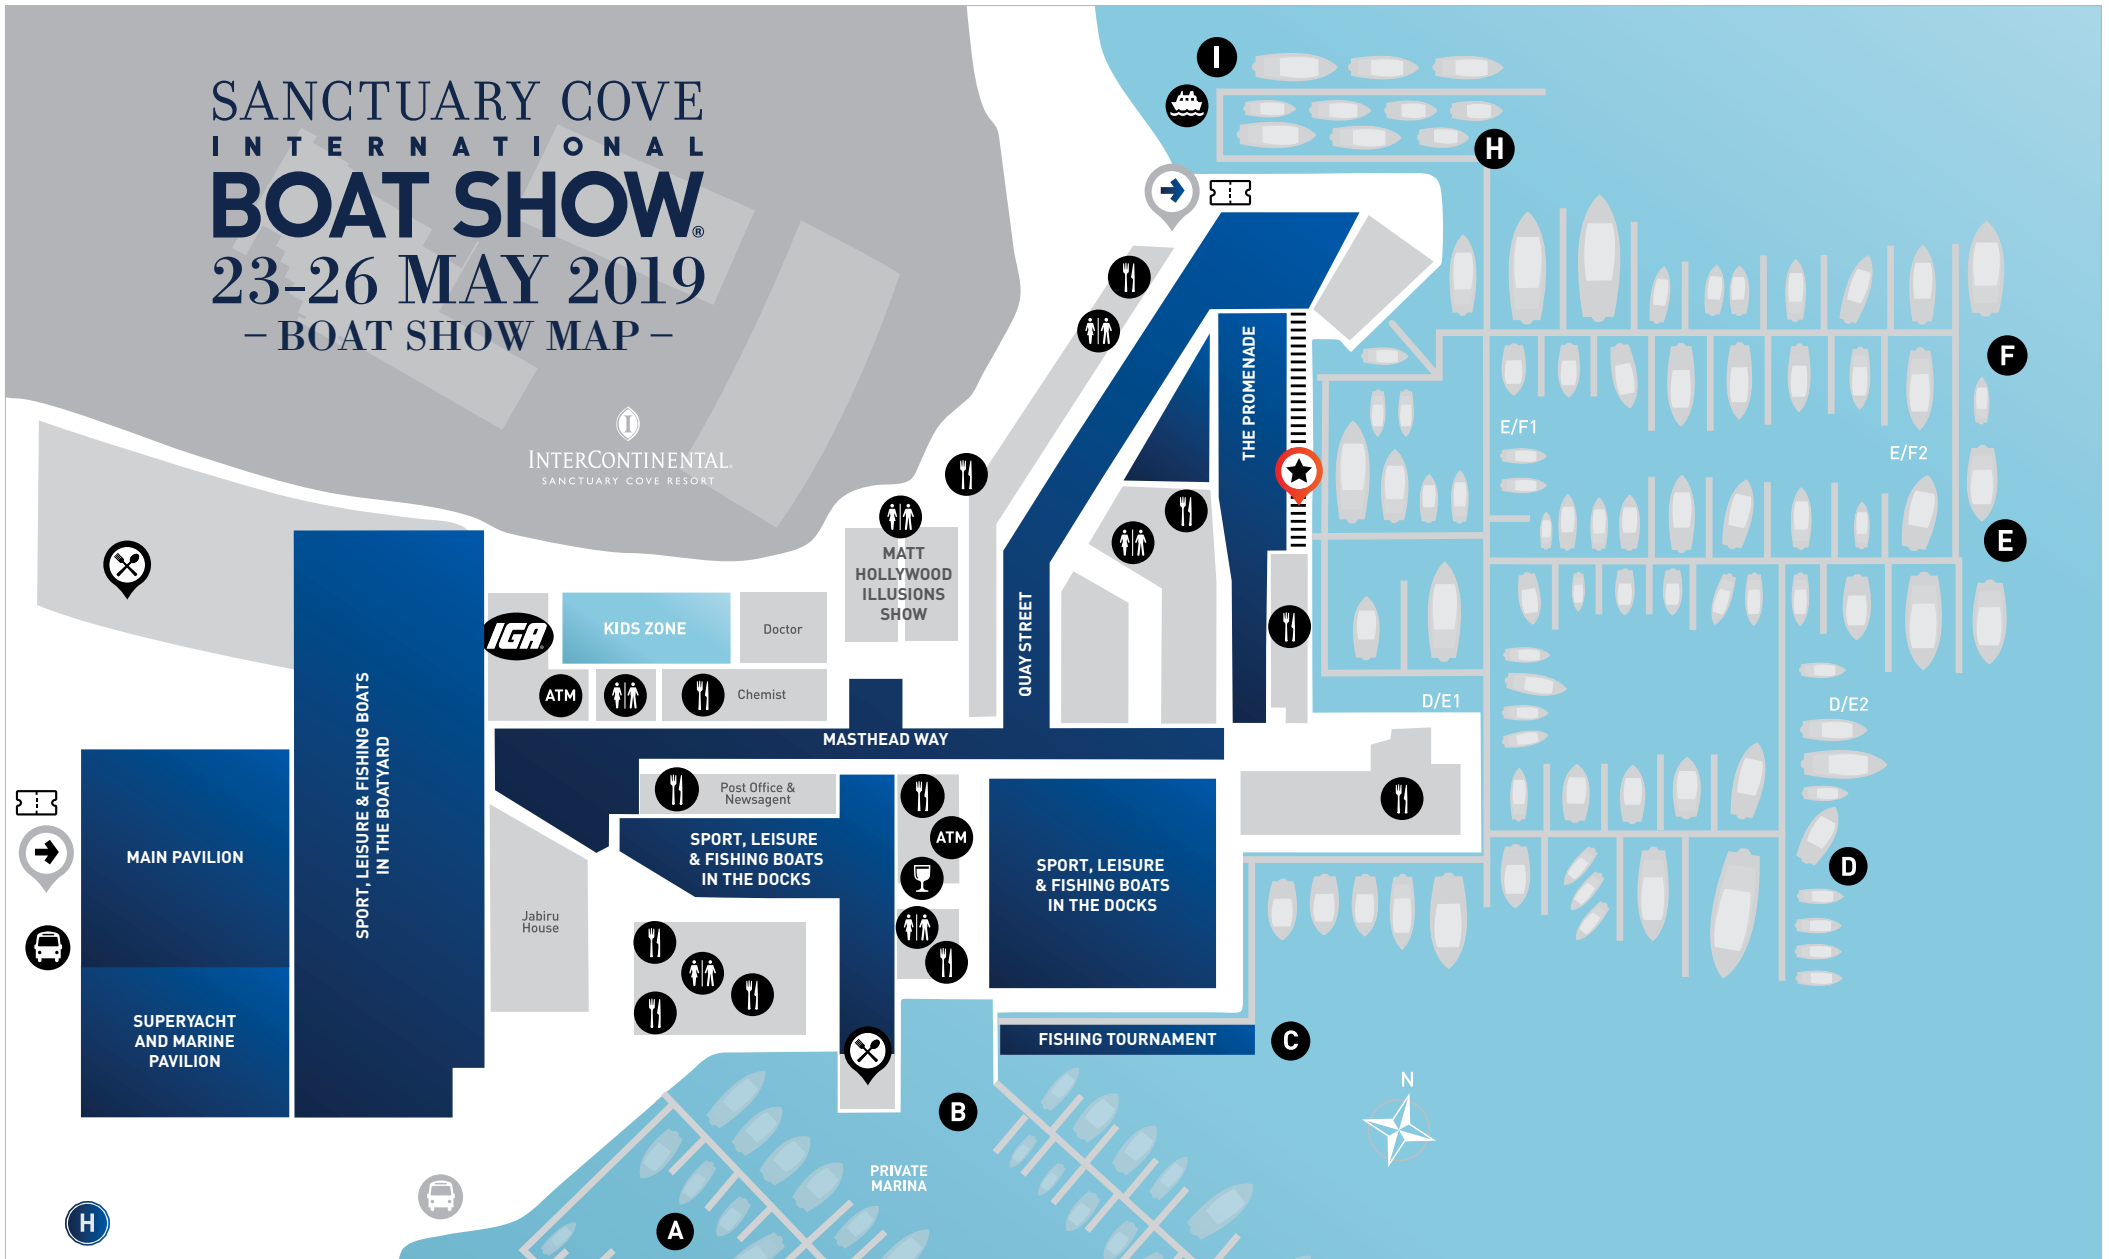 SANCTUARY COVE
INTERNATIONAL
BOAT SHOW®
23-26 MAY 2019
– BOAT SHOW MAP –
INTERCONTINENTAL
SANCTUARY COVE RESORT
I
H
F
E
D
C
B
A
H
E/F1
E/F2
D/E1
D/E2
THE PROMENADE
QUAY STREET
MATT
HOLLYWOOD
ILLUSIONS
SHOW
IGA
KIDS ZONE
Doctor
ATM
Chemist
MASTHEAD WAY
SPORT, LEISURE & FISHING BOATS
IN THE BOATYARD
MAIN PAVILION
SUPERYACHT
AND MARINE
PAVILION
Post Office &
Newsagent
SPORT, LEISURE
& FISHING BOATS
IN THE DOCKS
ATM
SPORT, LEISURE
& FISHING BOATS
IN THE DOCKS
Jabiru
House
FISHING TOURNAMENT
PRIVATE
MARINA
N